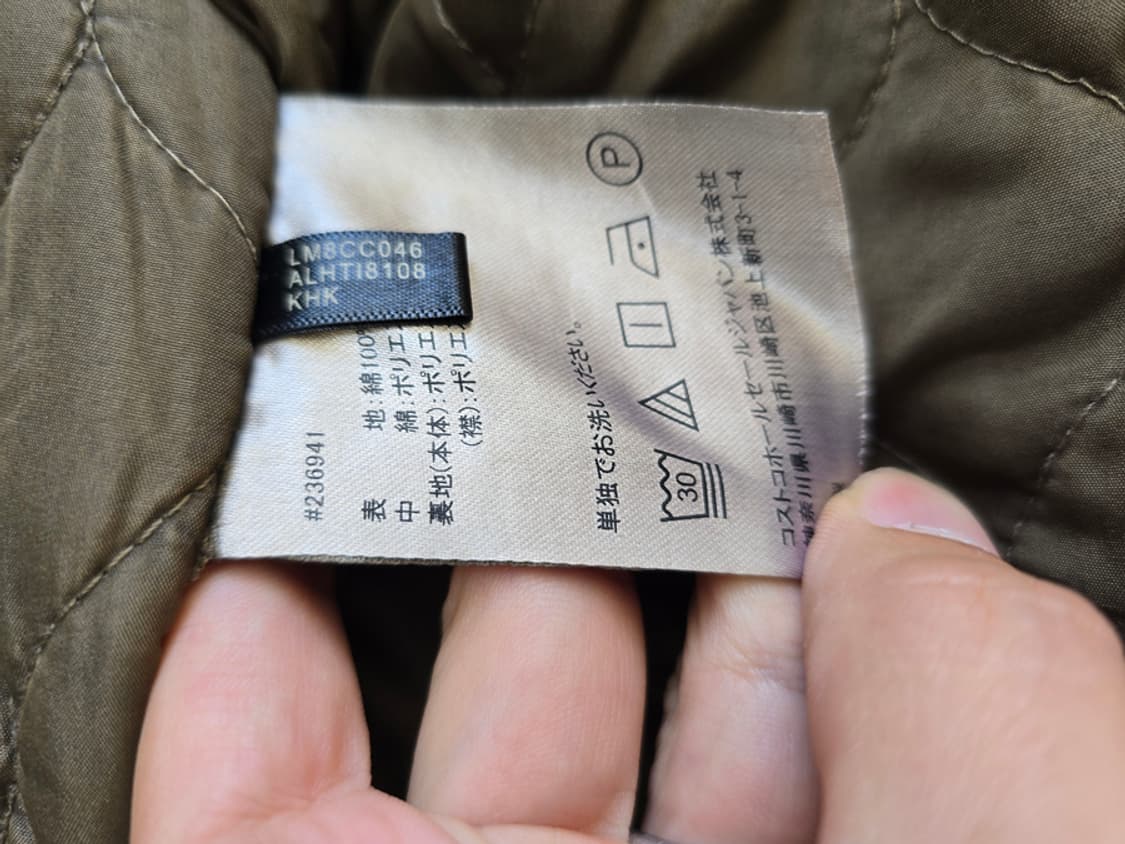 LM8CC046
ALHTI8108
KHK
#236941
表 地:綿100%
中 綿:ポリエ
裏地(本体):ポリエ
(襟):ポリエ
単独でお洗いください。
30
P
コストコホールセールジャパン株式会社
神奈川県川崎市川崎区池上新町3-1-4